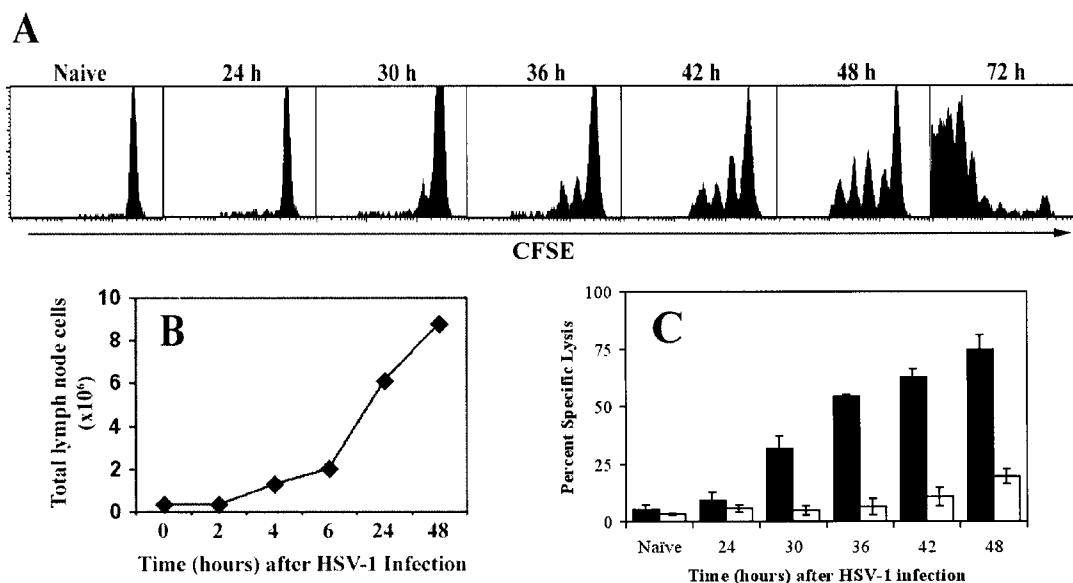 A
Naive 24 h 30 h 36 h 42 h 48 h 72 h
CFSE
B
Total lymph node cells
(x10⁶)
10
8
6
4
2
0
0 2 4 6 24 48
Time (hours) after HSV-1 Infection
C
Percent Specific Lysis
100
75
50
25
0
Naïve 24 30 36 42 48
Time (hours) after HSV-1 infection